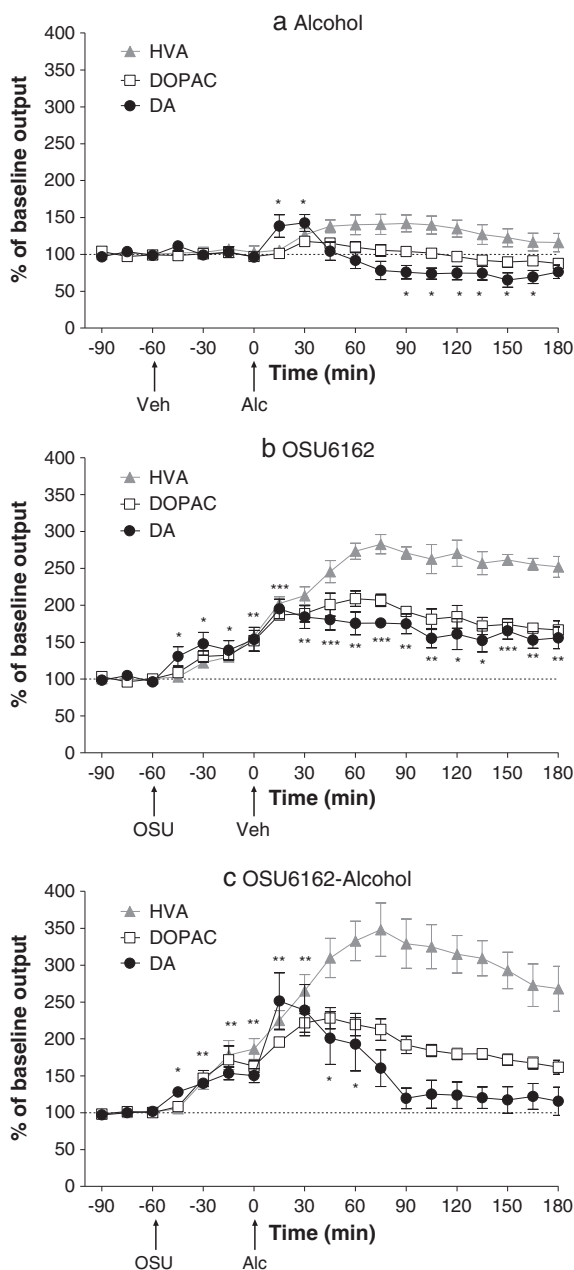 a Alcohol
% of baseline output
400
350
300
250
200
150
100
50
0
HVA
DOPAC
DA
* *
* * * * * *
-90 -60 -30 0 30 60 90 120 150 180
Time (min)
Veh Alc
b OSU6162
% of baseline output
400
350
300
250
200
150
100
50
0
HVA
DOPAC
DA
* * * ** ***
** *** ** *** ** ** * * *** ** **
-90 -60 -30 0 30 60 90 120 150 180
Time (min)
OSU Veh
c OSU6162-Alcohol
% of baseline output
400
350
300
250
200
150
100
50
0
HVA
DOPAC
DA
* ** ** ** ** **
* *
-90 -60 -30 0 30 60 90 120 150 180
Time (min)
OSU Alc